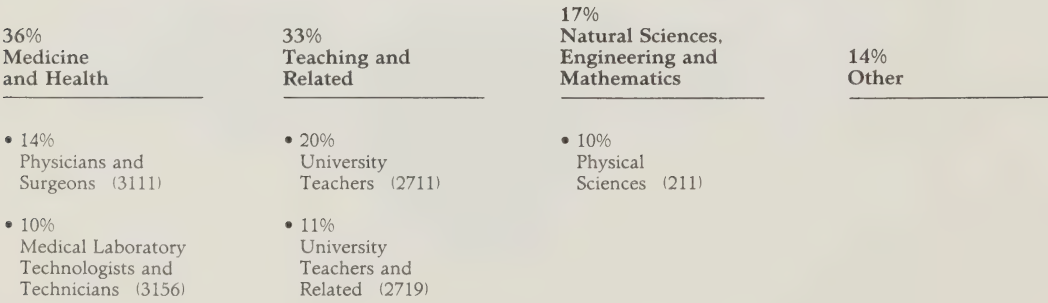 36%
Medicine
and Health
• 14%
Physicians and
Surgeons (3111)
• 10%
Medical Laboratory
Technologists and
Technicians (3156)
33%
Teaching and
Related
• 20%
University
Teachers (2711)
• 11%
University
Teachers and
Related (2719)
17%
Natural Sciences,
Engineering and
Mathematics
• 10%
Physical
Sciences (211)
14%
Other